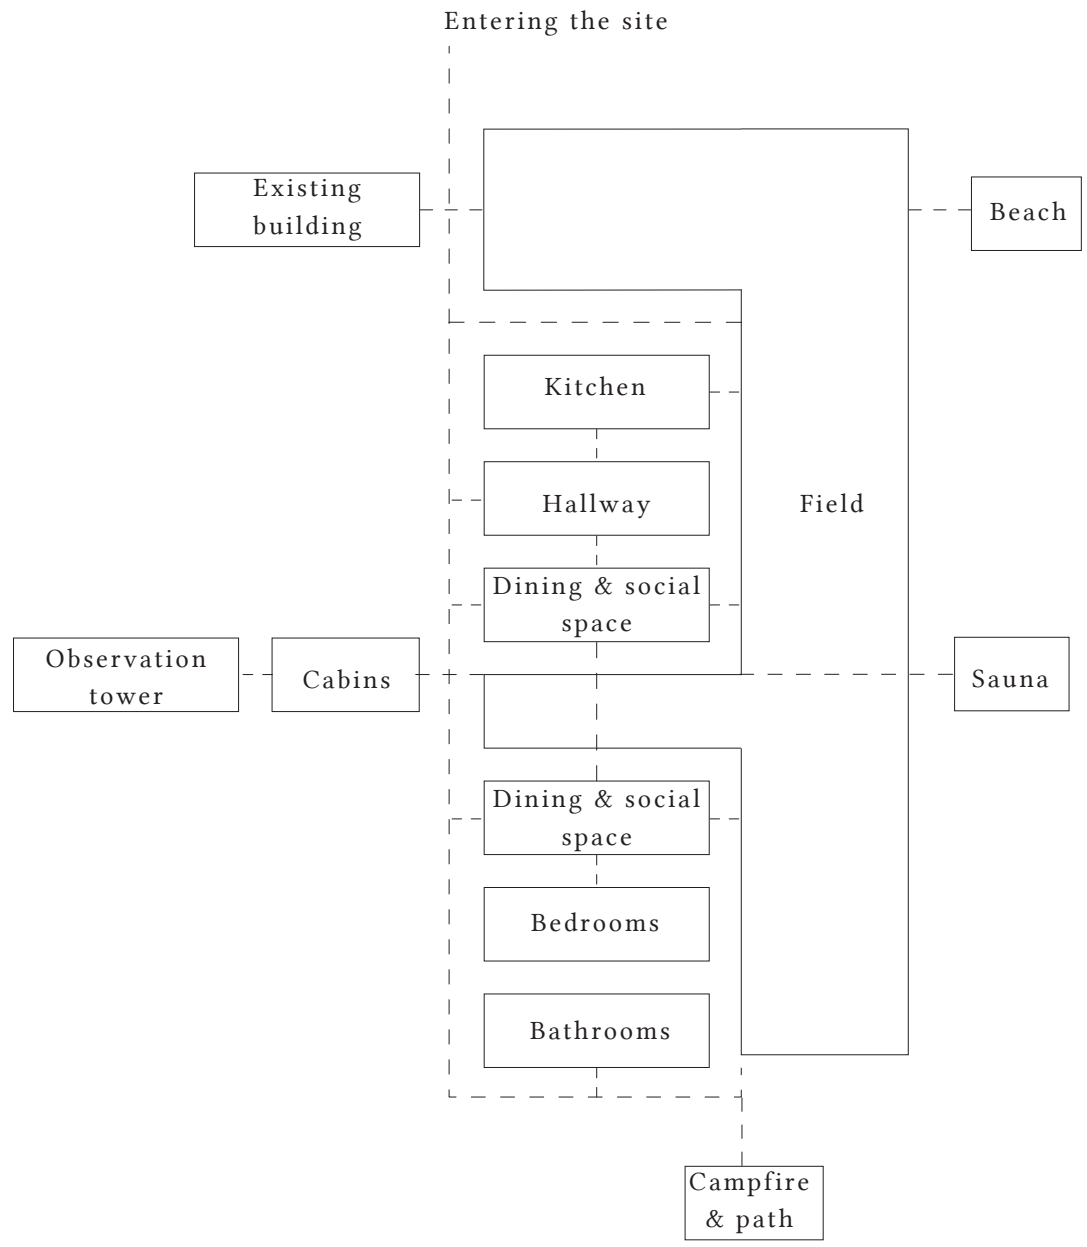 Entering the site
Existing
building
Beach
Kitchen
Hallway
Field
Dining & social
space
Observation
tower
Cabins
Sauna
Dining & social
space
Bedrooms
Bathrooms
Campfire
& path